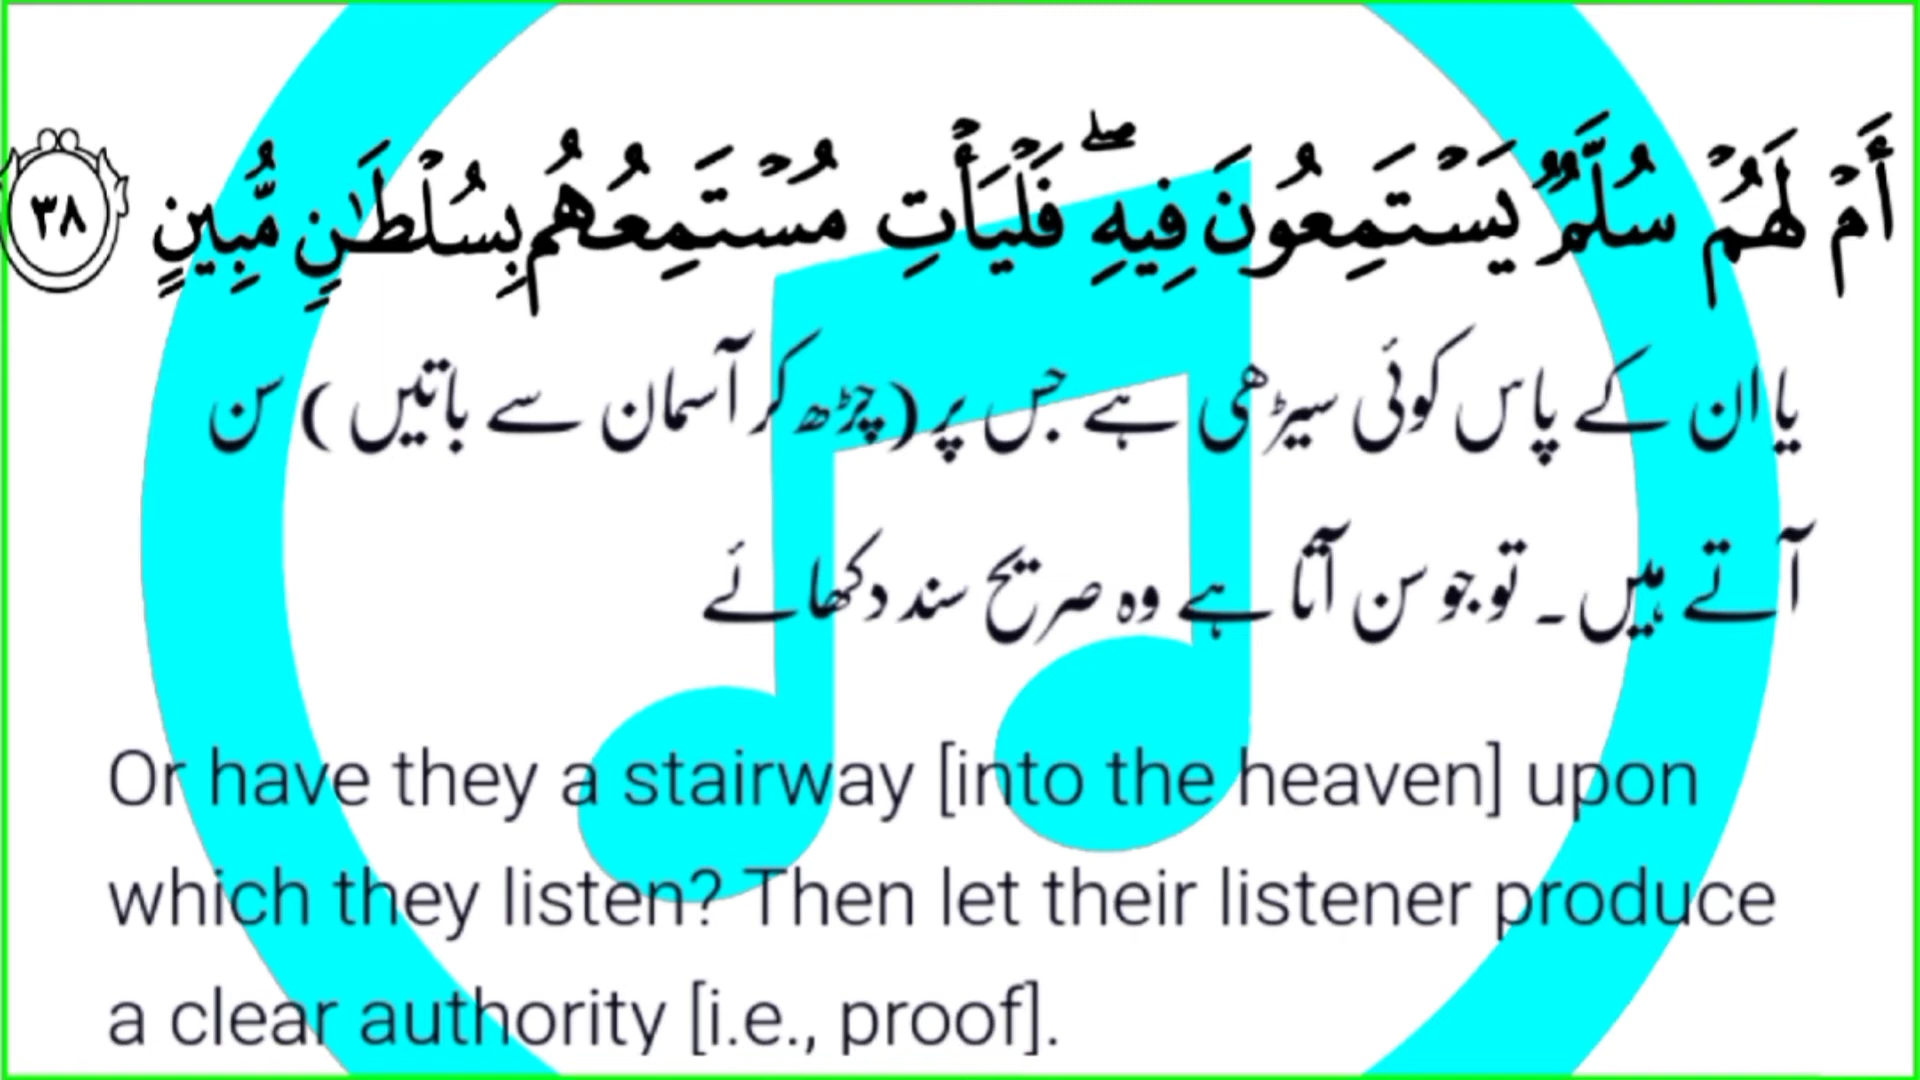 أَمْ لَهُمْ سُلَّمٌ يَسْتَمِعُونَ فِيهِ ۖ فَلْيَأْتِ مُسْتَمِعُهُم بِسُلْطَـٰنٍ مُّبِينٍ ٣٨
یا ان کے پاس کوئی سیڑھی ہے جس پر (چڑھ کر آسمان سے باتیں) سن
آتے ہیں۔ تو جو سن آتا ہے وہ صریح سند دکھائے
Or have they a stairway [into the heaven] upon
which they listen? Then let their listener produce
a clear authority [i.e., proof].